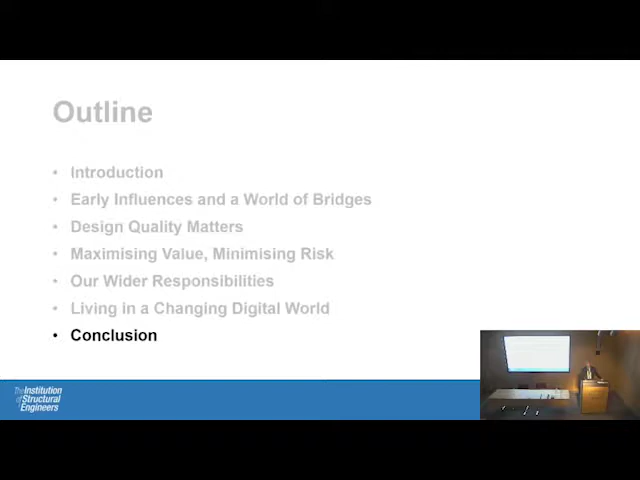 Outline
• Introduction
• Early Influences and a World of Bridges
• Design Quality Matters
• Maximising Value, Minimising Risk
• Our Wider Responsibilities
• Living in a Changing Digital World
• Conclusion
The Institution
of Structural
Engineers